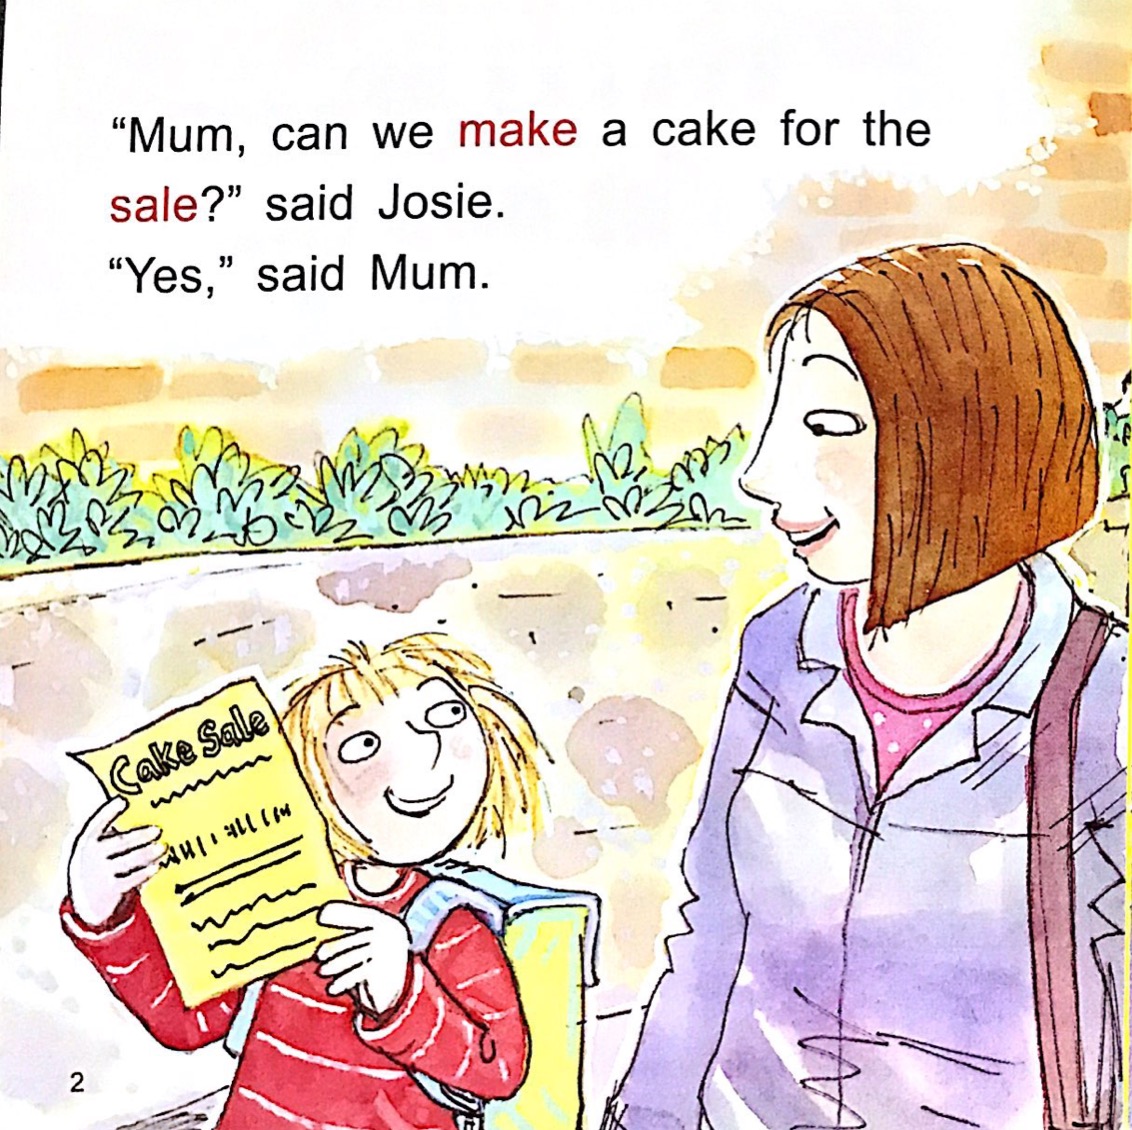 “Mum, can we make a cake for the
sale?” said Josie.
“Yes,” said Mum.
Cake Sale
2